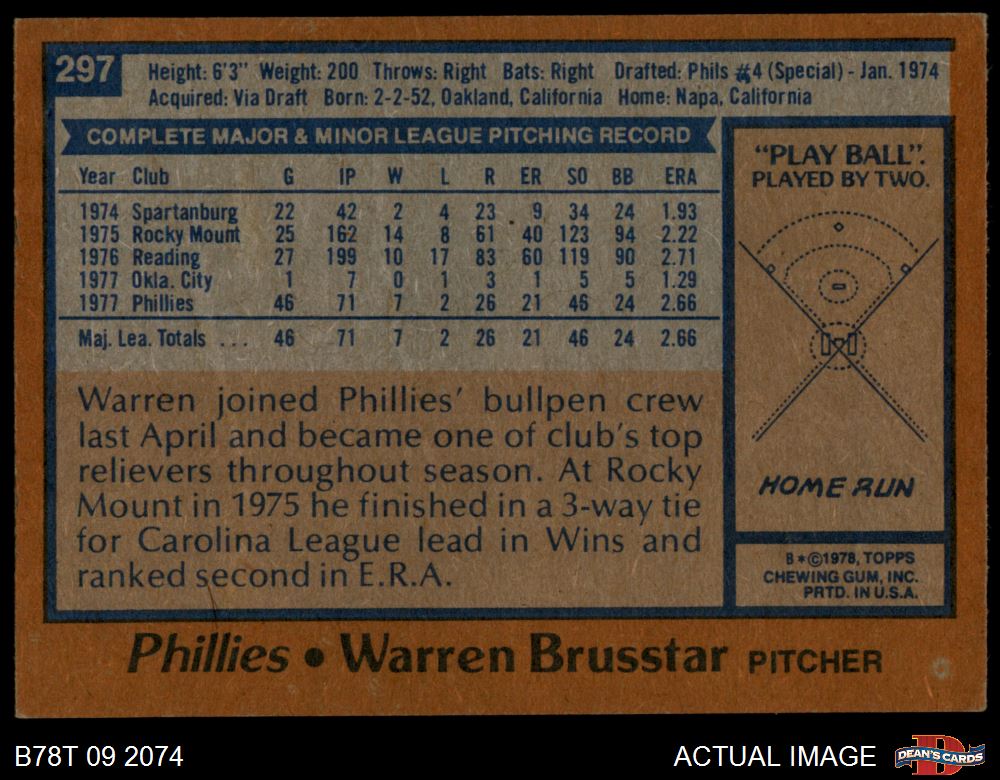 297
Height: 6'3" Weight: 200 Throws: Right Bats: Right Drafted: Phils #4 (Special) - Jan. 1974
Acquired: Via Draft Born: 2-2-52, Oakland, California Home: Napa, California
COMPLETE MAJOR & MINOR LEAGUE PITCHING RECORD
Year Club G IP W L R ER SO BB ERA
1974 Spartanburg 22 42 2 4 23 9 34 24 1.93
1975 Rocky Mount 25 162 14 8 61 40 123 94 2.22
1976 Reading 27 199 10 17 83 60 119 90 2.71
1977 Okla. City 1 7 0 1 3 1 5 5 1.29
1977 Phillies 46 71 7 2 26 21 46 24 2.66
Maj. Lea. Totals ... 46 71 7 2 26 21 46 24 2.66
Warren joined Phillies' bullpen crew
last April and became one of club's top
relievers throughout season. At Rocky
Mount in 1975 he finished in a 3-way tie
for Carolina League lead in Wins and
ranked second in E.R.A.
"PLAY BALL".
PLAYED BY TWO.
HOME RUN
B*©1978, TOPPS
CHEWING GUM, INC.
PRTD. IN U.S.A.
Phillies • Warren Brusstar PITCHER
B78T 09 2074
ACTUAL IMAGE
D
DEAN'S CARDS